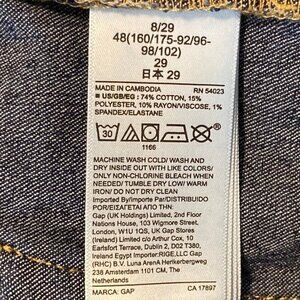 8/29
48(160/175-92/96-
98/102)
29
日本 29
MADE IN CAMBODIA RN 54023
■ US/GB/EG: 74% COTTON, 15%
POLYESTER, 10% RAYON/VISCOSE, 1%
SPANDEX/ELASTANE
30
1166
MACHINE WASH COLD/ WASH AND
DRY INSIDE OUT WITH LIKE COLORS/
ONLY NON-CHLORINE BLEACH WHEN
NEEDED/ TUMBLE DRY LOW/ WARM
IRON/ DO NOT DRY CLEAN
Imported By/Importe Par/Distribuido
POR/ΕΙΣΑΓΕΤΑΙ ΑΠΟ ΤΗΝ:
Gap (UK Holdings) Limited, 2nd Floor
Nations House, 103 Wigmore Street,
London, W1U 1QS, UK Gap Stores
(Ireland) Limited c/o Arthur Cox, 10
Earlsfort Terrace, Dublin 2, D02 T380,
Ireland Egypt Importer:RIGE.LLC Gap
(RHC) B.V. Luna ArenA Herikerbergweg
238 Amsterdam 1101 CM, The
Netherlands
MARCA: GAP CA 17897